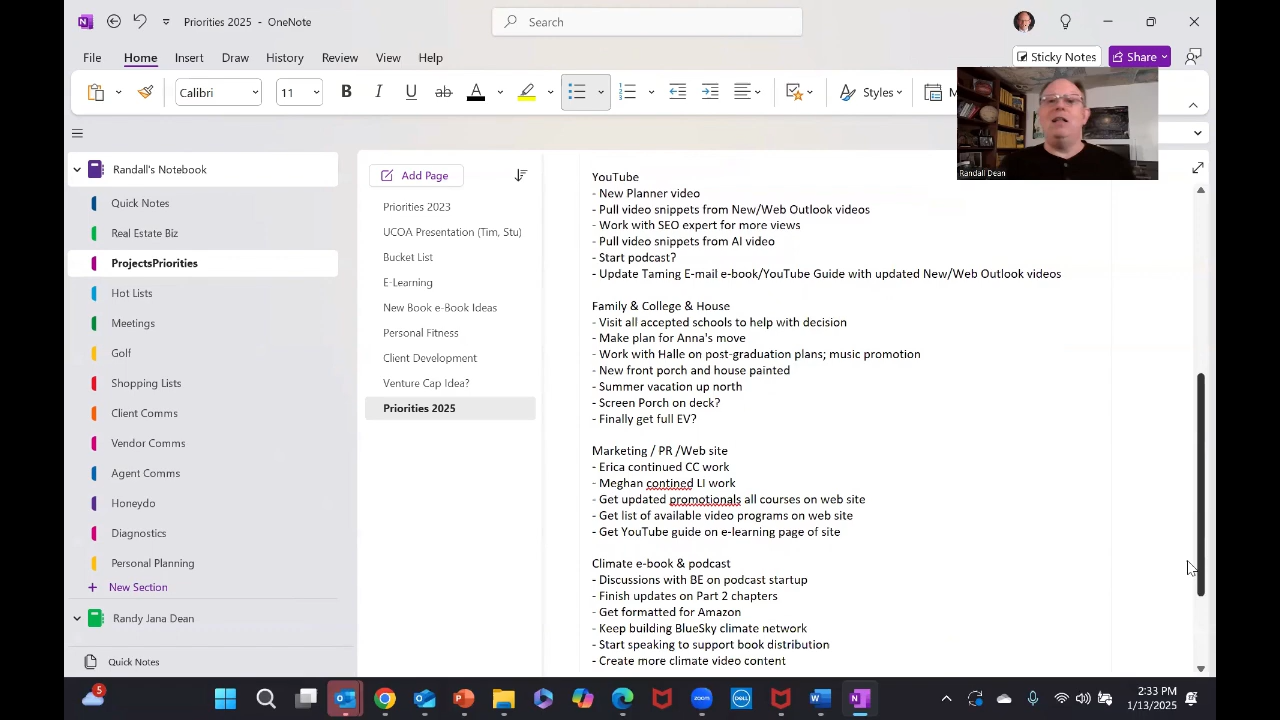 Priorities 2025 - OneNote
Search
File Home Insert Draw History Review View Help
Sticky Notes
Share
Calibri
11
B I U ab A
Styles
M
Randall Dean
Randall's Notebook
Quick Notes
Real Estate Biz
ProjectsPriorities
Hot Lists
Meetings
Golf
Shopping Lists
Client Comms
Vendor Comms
Agent Comms
Honeydo
Diagnostics
Personal Planning
+ New Section
Randy Jana Dean
Quick Notes
Add Page
Priorities 2023
UCOA Presentation (Tim, Stu)
Bucket List
E-Learning
New Book e-Book Ideas
Personal Fitness
Client Development
Venture Cap Idea?
Priorities 2025
YouTube
- New Planner video
- Pull video snippets from New/Web Outlook videos
- Work with SEO expert for more views
- Pull video snippets from AI video
- Start podcast?
- Update Taming E-mail e-book/YouTube Guide with updated New/Web Outlook videos
Family & College & House
- Visit all accepted schools to help with decision
- Make plan for Anna's move
- Work with Halle on post-graduation plans; music promotion
- New front porch and house painted
- Summer vacation up north
- Screen Porch on deck?
- Finally get full EV?
Marketing / PR /Web site
- Erica continued CC work
- Meghan contined LI work
- Get updated promotionals all courses on web site
- Get list of available video programs on web site
- Get YouTube guide on e-learning page of site
Climate e-book & podcast
- Discussions with BE on podcast startup
- Finish updates on Part 2 chapters
- Get formatted for Amazon
- Keep building BlueSky climate network
- Start speaking to support book distribution
- Create more climate video content
5
zoom
DELL
2:33 PM
1/13/2025